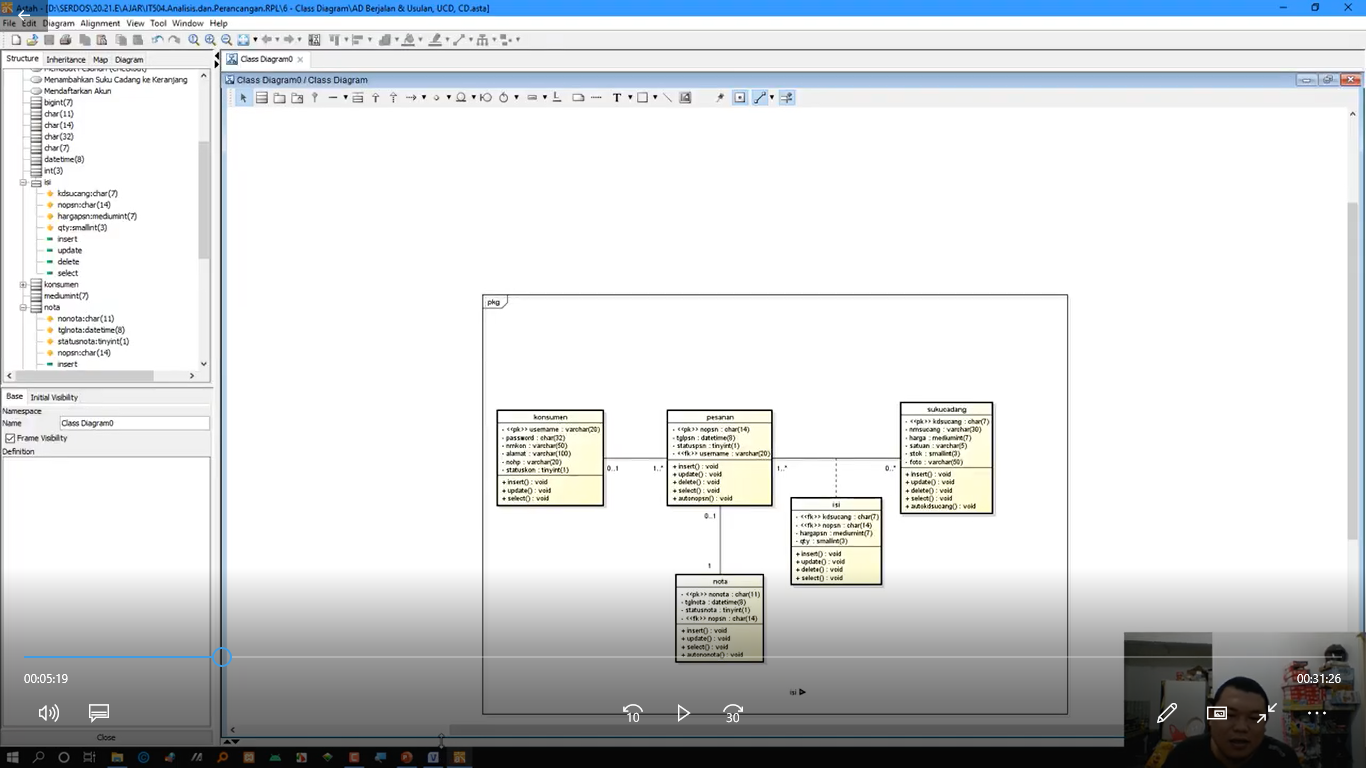 Astah - [D:\SERDOS\20.21.E\AJAR\IT504.Analisis.dan.Perancangan.RPL\6 - Class Diagram\AD Berjalan & Usulan, UCD, CD.asta]
File Edit Diagram Alignment View Tool Window Help
Structure Inheritance Map Diagram
Class Diagram0
Class Diagram0 / Class Diagram
Menambahkan Suku Cadang ke Keranjang
Mendaftarkan Akun
bigint(7)
char(11)
char(14)
char(32)
char(7)
datetime(8)
int(3)
isi
kdsucang:char(7)
nopsn:char(14)
hargapsn:mediumint(7)
qty:smallint(3)
insert
update
delete
select
konsumen
mediumint(7)
nota
nonota:char(11)
tglnota:datetime(8)
statusnota:tinyint(1)
nopsn:char(14)
insert
Base Initial Visibility
Namespace
Name Class Diagram0
Frame Visibility
Definition
Close
pkg
konsumen
- <<pk>> username : varchar(20)
- password : char(32)
- nmkon : varchar(50)
- alamat : varchar(100)
- nohp : varchar(20)
- statuskon : tinyint(1)
+ insert() : void
+ update() : void
+ select() : void
0..1
1..*
pesanan
- <<pk>> nopsn : char(14)
- tglpsn : datetime(8)
- statuspsn : tinyint(1)
- <<fk>> username : varchar(20)
+ insert() : void
+ update() : void
+ delete() : void
+ select() : void
+ autonopsn() : void
1..*
0..*
sukucadang
- <<pk>> kdsucang : char(7)
- nmsucang : varchar(30)
- harga : mediumint(7)
- satuan : varchar(5)
- stok : smallint(3)
- foto : varchar(50)
+ insert() : void
+ update() : void
+ delete() : void
+ select() : void
+ autokdsucang() : void
isi
- <<fk>> kdsucang : char(7)
- <<fk>> nopsn : char(14)
- hargapsn : mediumint(7)
- qty : smallint(3)
+ insert() : void
+ update() : void
+ delete() : void
+ select() : void
0..1
1
nota
- <<pk>> nonota : char(11)
- tglnota : datetime(8)
- statusnota : tinyint(1)
- <<fk>> nopsn : char(14)
+ insert() : void
+ update() : void
+ select() : void
+ autononota() : void
isi
00:05:19
00:31:26
10
30